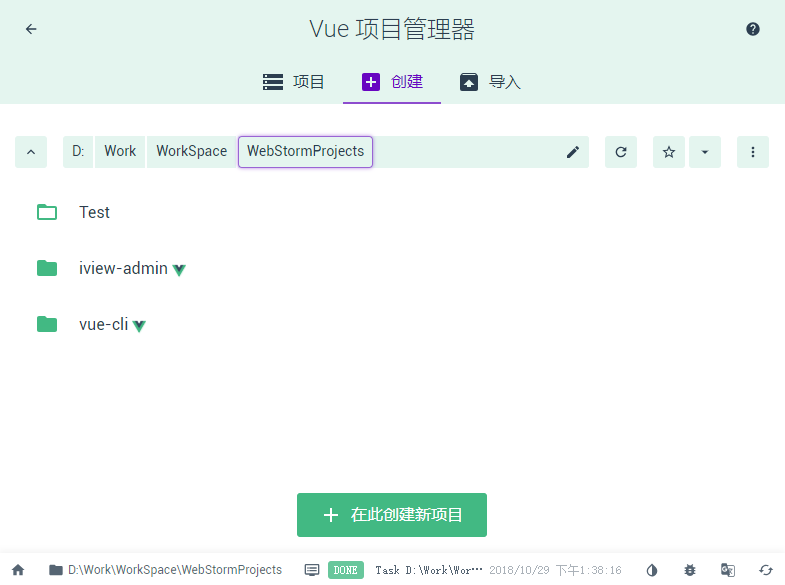 Vue 项目管理器
项目 创建 导入
D: Work WorkSpace WebStormProjects
Test
iview-admin
vue-cli
在此创建新项目
D:\Work\WorkSpace\WebStormProjects DONE Task D:\Work\Wor··· 2018/10/29 下午1:38:16